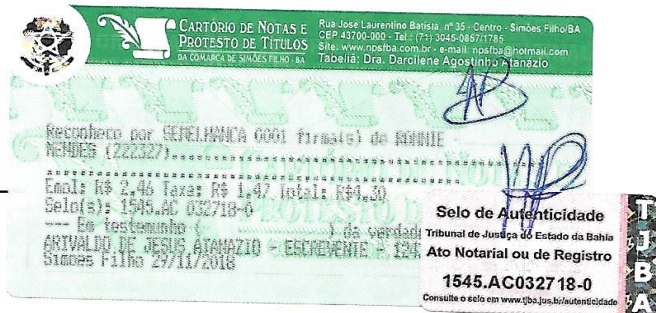 CARTÓRIO DE NOTAS E
PROTESTO DE TÍTULOS
DA COMARCA DE SIMÕES FILHO - BA
Rua José Laurentino Batista, nº 35 - Centro - Simões Filho/BA
CEP 43700-000 - Tel.: (71) 3045-0857/1785
Site: www.npsfba.com.br - e-mail: npsfba@hotmail.com
Tabeliã: Dra. Darcilene Agostinho Atanázio
Reconheco por SEMELHANCA 0001 firma(s) de RONNIE
MENDES (222327)
Emol: R$ 2,46 Taxa: R$ 1,47 Total: R$4,30
Selo(s): 1545.AC 032718-0
--- Em testemunho ( ) da verdade
ARIVALDO DE JESUS ATANAZIO - ESCREVENTE - 124
Simoes Filho 29/11/2018
Selo de Autenticidade
Tribunal de Justiça do Estado da Bahia
Ato Notarial ou de Registro
1545.AC032718-0
Consulte o selo em www.tjba.jus.br/autenticidade
TJBA